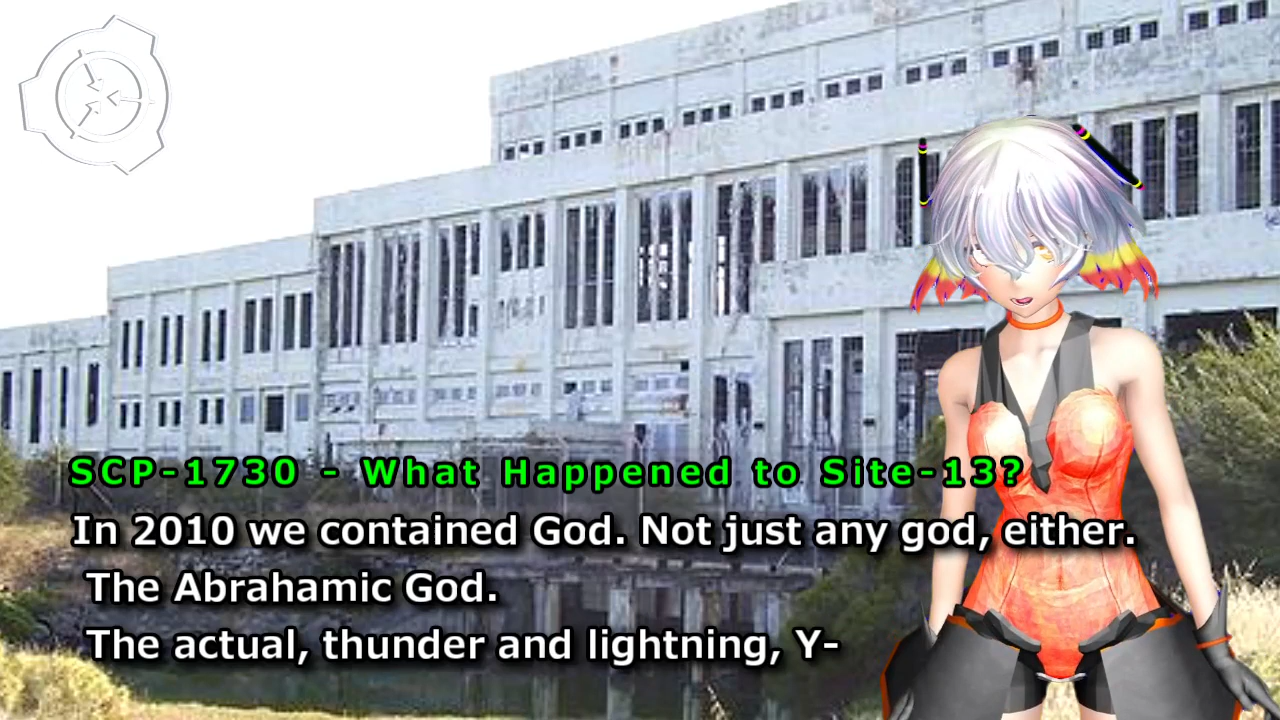 SCP-1730 - What Happened to Site-13?
In 2010 we contained God. Not just any god, either.
The Abrahamic God.
The actual, thunder and lightning, Y-